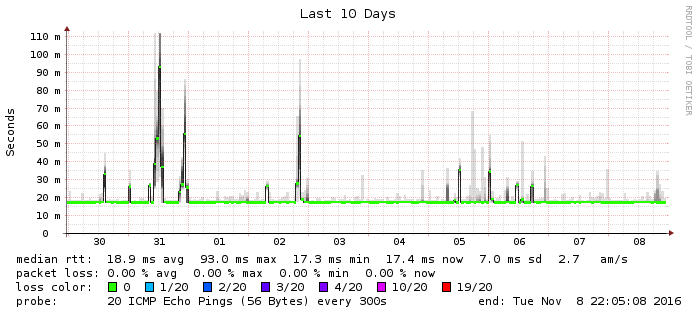 Last 10 Days
RRDTOOL / TOBI OETIKER
Seconds
110 m
100 m
90 m
80 m
70 m
60 m
50 m
40 m
30 m
20 m
10 m
0
30 31 01 02 03 04 05 06 07 08
median rtt: 18.9 ms avg 93.0 ms max 17.3 ms min 17.4 ms now 7.0 ms sd 2.7 am/s
packet loss: 0.00 % avg 0.00 % max 0.00 % min 0.00 % now
loss color: 0 1/20 2/20 3/20 4/20 10/20 19/20
probe: 20 ICMP Echo Pings (56 Bytes) every 300s end: Tue Nov 8 22:05:08 2016